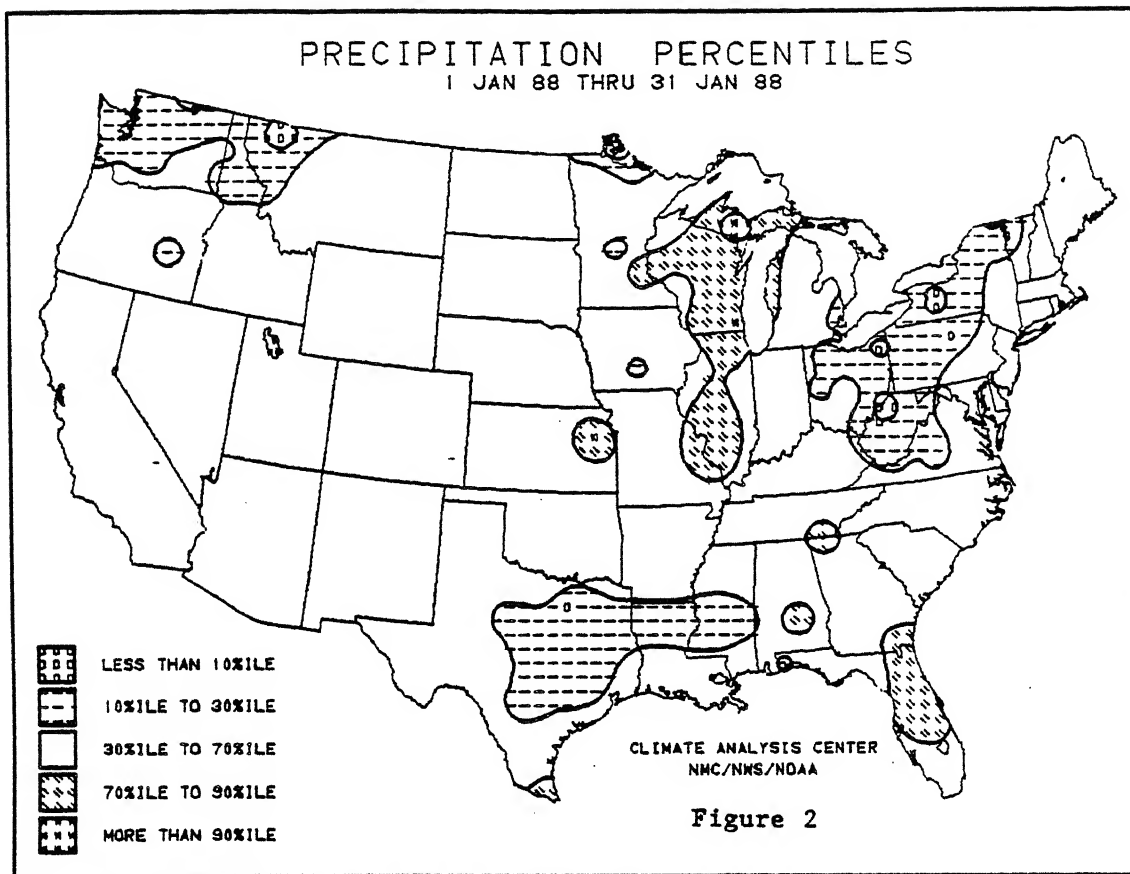 PRECIPITATION PERCENTILES
1 JAN 88 THRU 31 JAN 88
LESS THAN 10%ILE
10%ILE TO 30%ILE
30%ILE TO 70%ILE
70%ILE TO 90%ILE
MORE THAN 90%ILE
CLIMATE ANALYSIS CENTER
NMC/NWS/NOAA
Figure 2